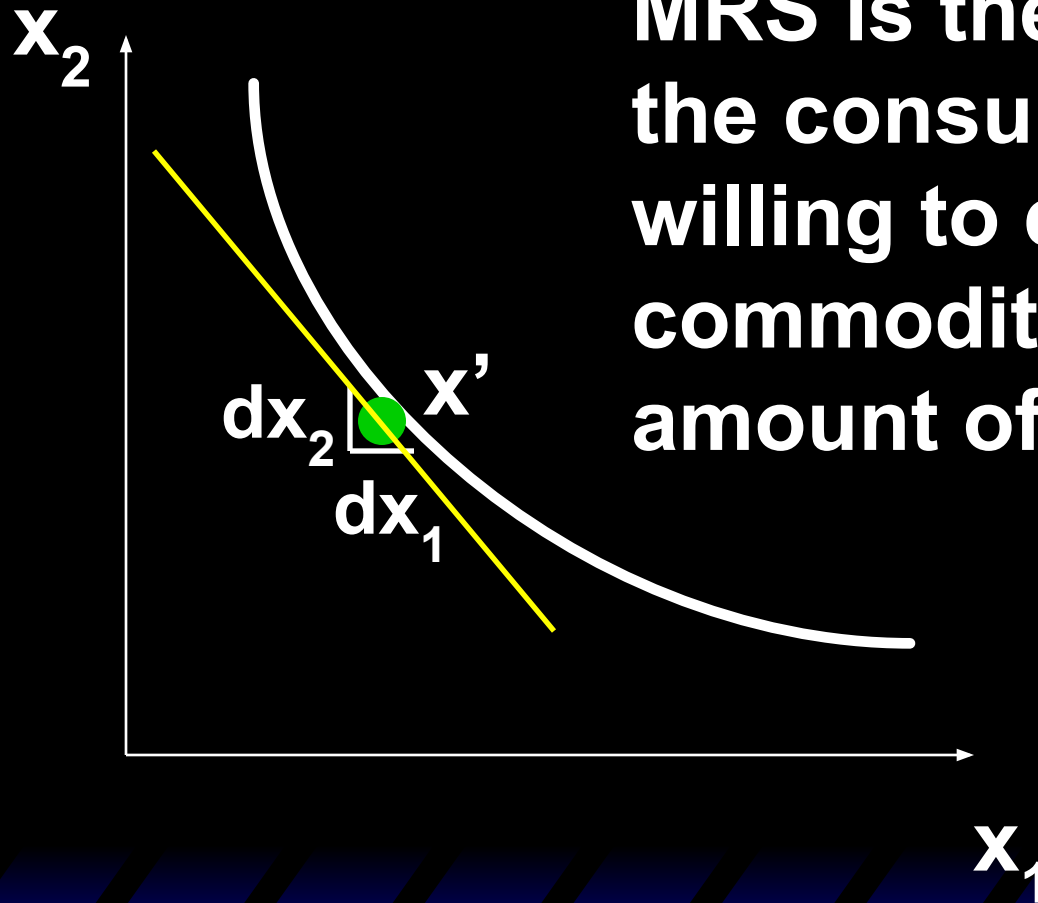 x₂
MRS is the
the consu
willing to
commodit
amount of
x’
dx₂
dx₁
x₁